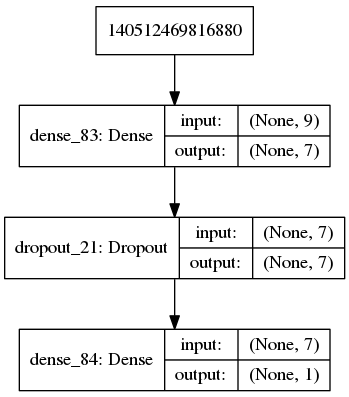 140512469816880
dense_83: Dense
input: (None, 9)
output: (None, 7)
dropout_21: Dropout
input: (None, 7)
output: (None, 7)
dense_84: Dense
input: (None, 7)
output: (None, 1)